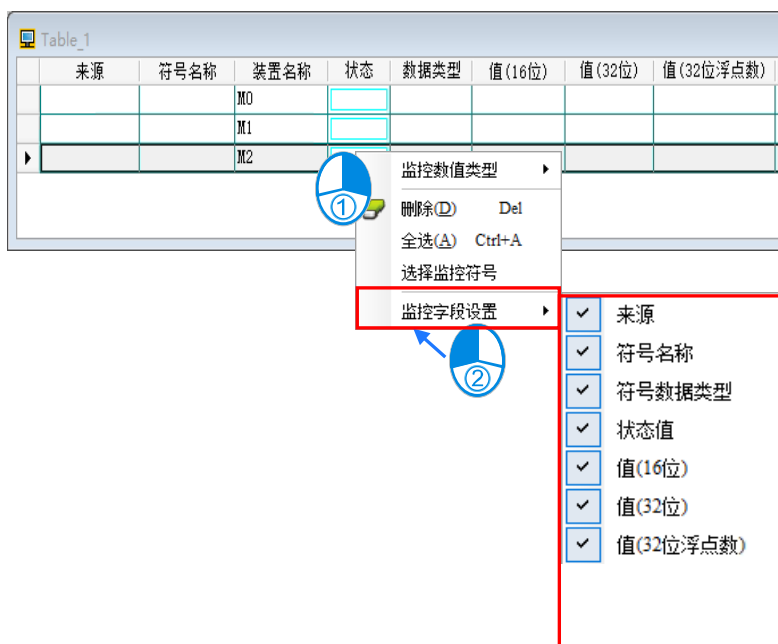 Table_1
来源 符号名称 装置名称 状态 数据类型 值(16位) 值(32位) 值(32位浮点数)
M0
M1
M2
监控数值类型
①
删除(D) Del
全选(A) Ctrl+A
选择监控符号
监控字段设置
②
来源
符号名称
符号数据类型
状态值
值(16位)
值(32位)
值(32位浮点数)